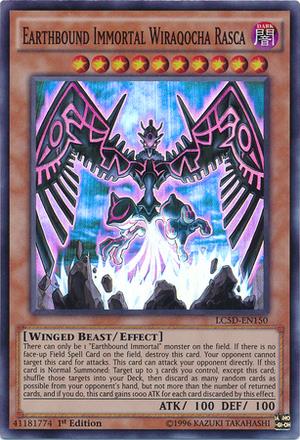 EARTHBOUND IMMORTAL WIRAQOCHA RASCA
DARK
闇
LC5D-EN150
[WINGED BEAST/EFFECT]
There can only be 1 "Earthbound Immortal" monster on the field. If there is no
face-up Field Spell Card on the field, destroy this card. Your opponent cannot
target this card for attacks. This card can attack your opponent directly. If this
card is Normal Summoned: Target up to 3 cards you control, except this card;
shuffle those targets into your Deck, then discard as many random cards as
possible from your opponent's hand, but not more than the number of returned
cards, and if you do, this card gains 1000 ATK for each card discarded by this effect.
ATK/ 100 DEF/ 100
41181774 1st Edition ©1996 KAZUKI TAKAHASHI